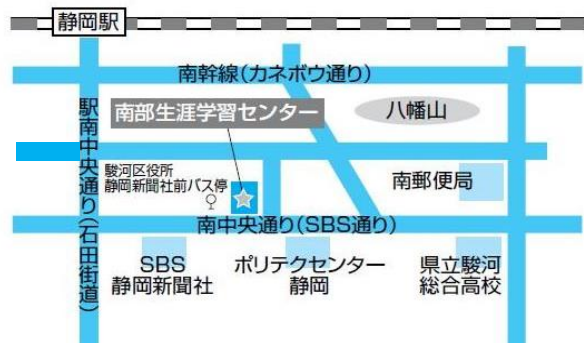 静岡駅
南幹線(カネボウ通り)
駅南中央通り(石田街道)
南部生涯学習センター
八幡山
駿河区役所
静岡新聞社前バス停
南郵便局
南中央通り(SBS通り)
SBS
静岡新聞社
ポリテクセンター
静岡
県立駿河
総合高校